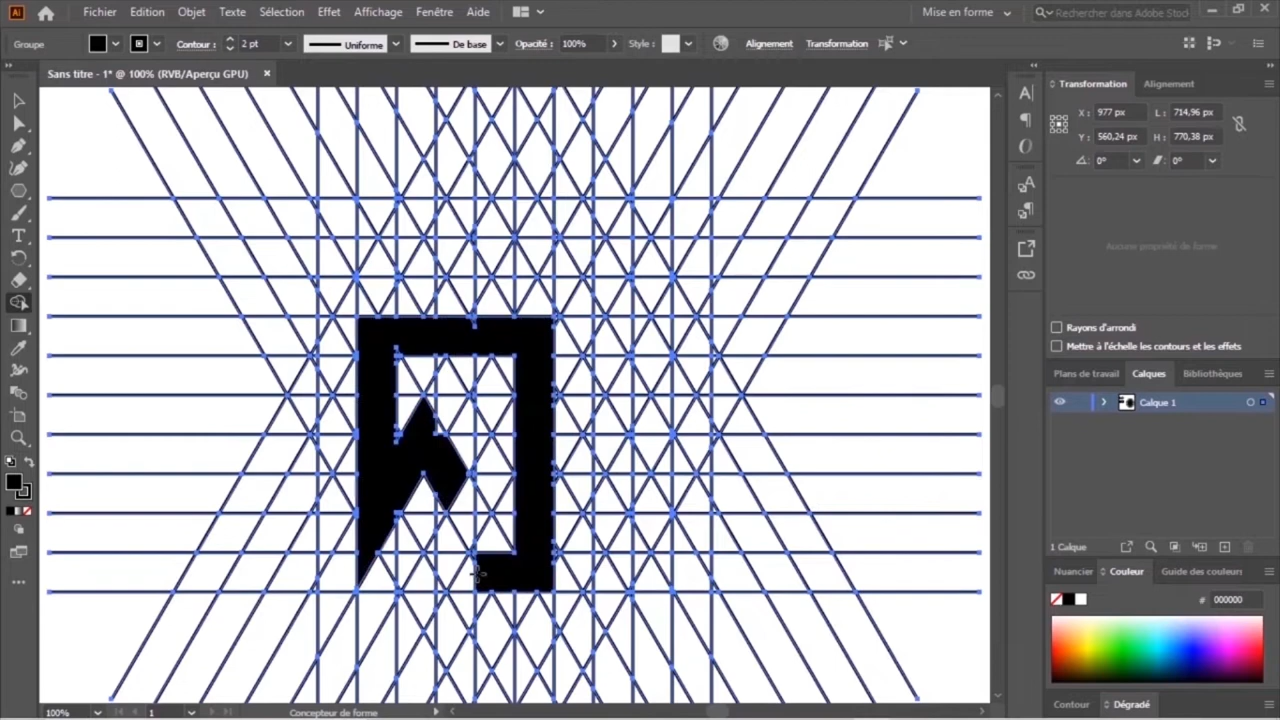 Ai Fichier Edition Objet Texte Sélection Effet Affichage Fenêtre Aide Mise en forme Rechercher dans Adobe Stock
Groupe Contour : 2 pt Uniforme De base Opacité : 100% Style : Alignement Transformation
Sans titre - 1* @ 100% (RVB/Aperçu GPU) ×
Transformation Alignement
X : 977 px L : 714,96 px
Y : 560,24 px H : 770,38 px
0° 0°
Aucune propriété de forme.
Rayons d'arrondi
Mettre à l'échelle les contours et les effets
Plans de travail Calques Bibliothèques
Calque 1
1 Calque
Nuancier Couleur Guide des couleurs
# 000000
Contour Dégradé
100% 1 Concepteur de forme